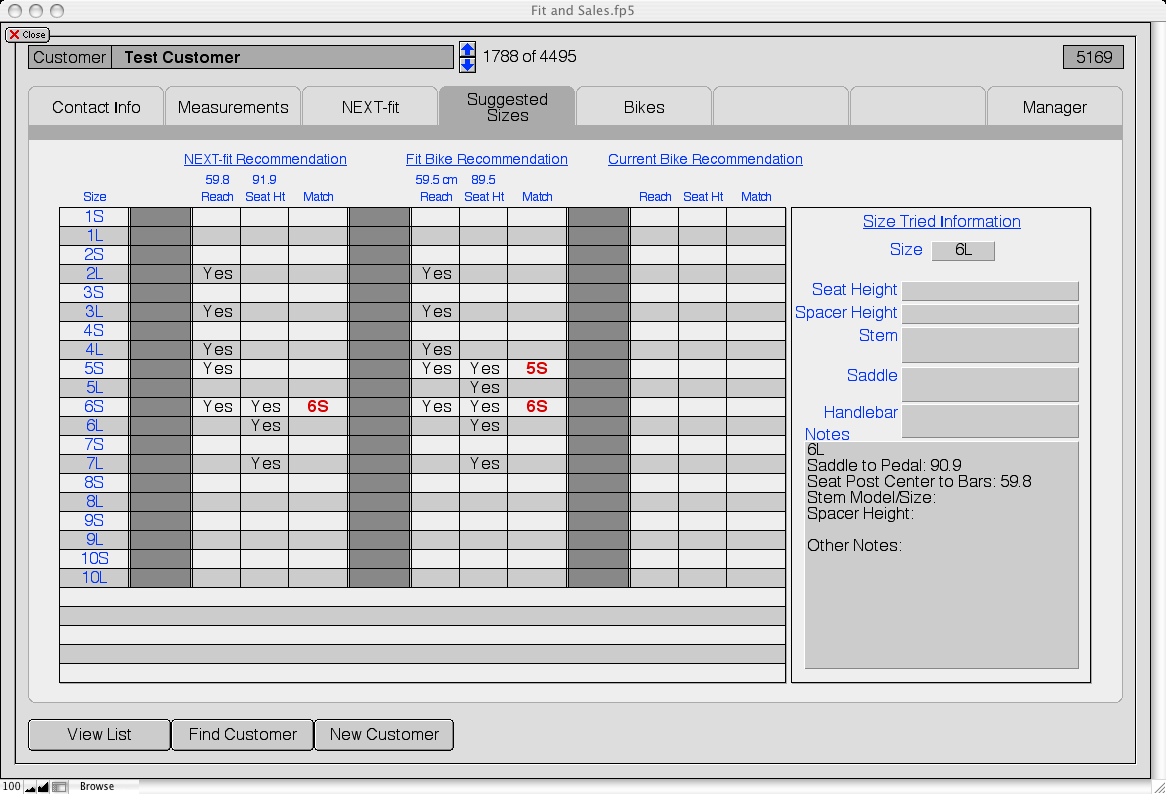 Fit and Sales.fp5
Close
Customer Test Customer 1788 of 4495 5169
Contact Info Measurements NEXT-fit Suggested Sizes Bikes Manager
NEXT-fit Recommendation Fit Bike Recommendation Current Bike Recommendation
59.8 91.9 59.5 cm 89.5
Size Reach Seat Ht Match Reach Seat Ht Match Reach Seat Ht Match
1S
1L
2S
2L Yes Yes
3S
3L Yes Yes
4S
4L Yes Yes
5S Yes Yes Yes 5S
5L Yes
6S Yes Yes 6S Yes Yes 6S
6L Yes Yes
7S
7L Yes Yes
8S
8L
9S
9L
10S
10L
Size Tried Information
Size 6L
Seat Height
Spacer Height
Stem
Saddle
Handlebar
Notes
6L
Saddle to Pedal: 90.9
Seat Post Center to Bars: 59.8
Stem Model/Size:
Spacer Height:
Other Notes:
View List Find Customer New Customer
100 Browse